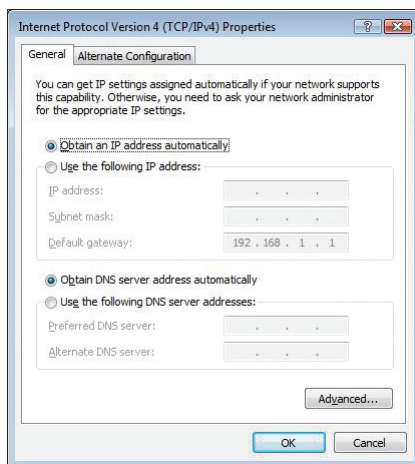 Internet Protocol Version 4 (TCP/IPv4) Properties
General
Alternate Configuration
You can get IP settings assigned automatically if your network supports
this capability. Otherwise, you need to ask your network administrator
for the appropriate IP settings.
Obtain an IP address automatically
Use the following IP address:
IP address: . . .
Subnet mask: . . .
Default gateway: 192 . 168 . 1 . 1
Obtain DNS server address automatically
Use the following DNS server addresses:
Preferred DNS server: . . .
Alternate DNS server: . . .
Advanced...
OK
Cancel